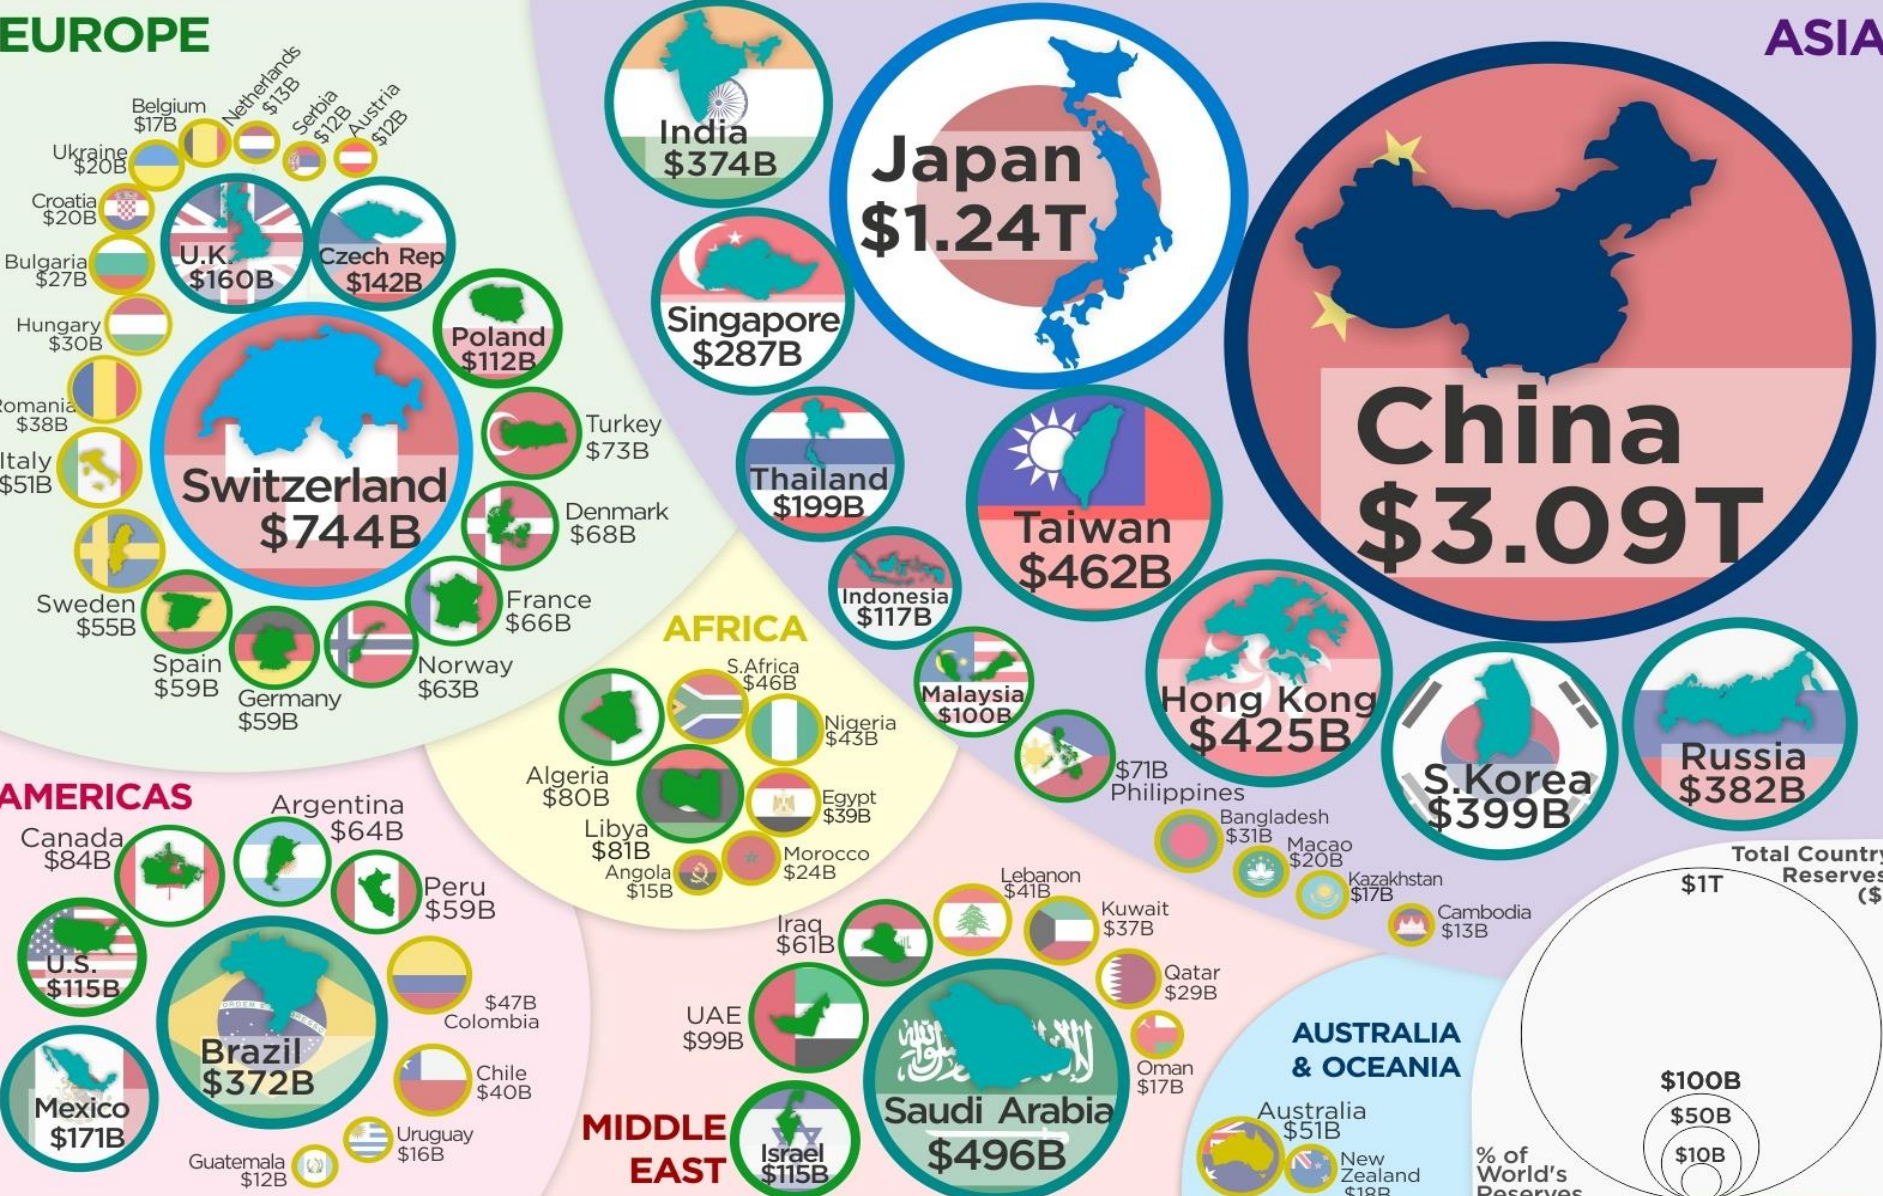 EUROPE
Belgium
$17B
Netherlands
$13B
Serbia
$12B
Austria
$12B
Ukraine
$20B
Croatia
$20B
Bulgaria
$27B
Hungary
$30B
omania
$38B
Italy
$51B
Sweden
$55B
Spain
$59B
Germany
$59B
Norway
$63B
France
$66B
Denmark
$68B
Turkey
$73B
Poland
$112B
Czech Rep
$142B
U.K.
$160B
Switzerland
$744B
ASIA
India
$374B
Japan
$1.24T
China
$3.09T
Singapore
$287B
Thailand
$199B
Taiwan
$462B
Indonesia
$117B
Malaysia
$100B
Hong Kong
$425B
S.Korea
$399B
Russia
$382B
$71B
Philippines
Bangladesh
$31B
Macao
$20B
Kazakhstan
$17B
Cambodia
$13B
AFRICA
S.Africa
$46B
Nigeria
$43B
Algeria
$80B
Egypt
$39B
Libya
$81B
Morocco
$24B
Angola
$15B
AMERICAS
Argentina
$64B
Canada
$84B
Peru
$59B
U.S.
$115B
Brazil
$372B
$47B
Colombia
Mexico
$171B
Chile
$40B
Uruguay
$16B
Guatemala
$12B
MIDDLE
EAST
Lebanon
$41B
Iraq
$61B
Kuwait
$37B
Qatar
$29B
UAE
$99B
Oman
$17B
Saudi Arabia
$496B
Israel
$115B
AUSTRALIA
& OCEANIA
Australia
$51B
New
Zealand
$18B
Total Country
Reserves
($
$1T
$100B
$50B
$10B
% of
World's
Reserves